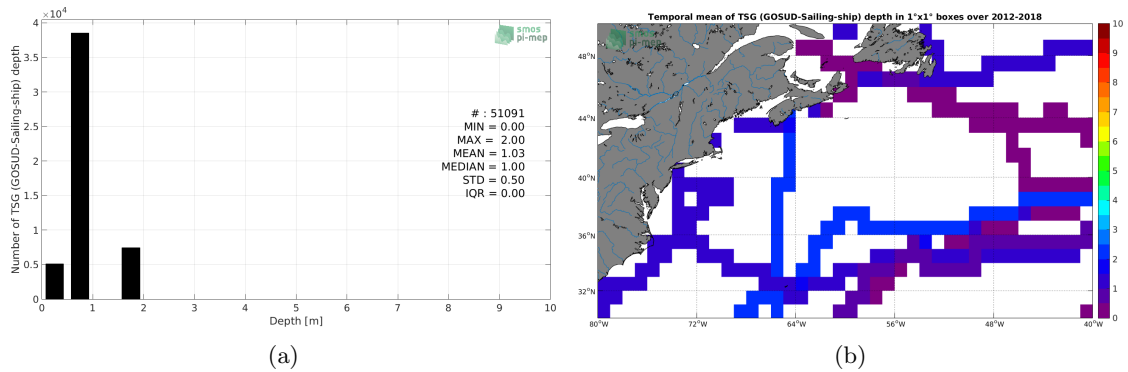 ×10⁴
4
3.5
3
2.5
2
1.5
1
0.5
0
Number of TSG (GOSUD-Sailing-ship) depth
smos
pi-mep
# : 51091
MIN = 0.00
MAX = 2.00
MEAN = 1.03
MEDIAN = 1.00
STD = 0.50
IQR = 0.00
0 1 2 3 4 5 6 7 8 9 10
Depth [m]
(a)
Temporal mean of TSG (GOSUD-Sailing-ship) depth in 1°x1° boxes over 2012-2018
smos
pi-mep
48°N
44°N
40°N
36°N
32°N
80°W 72°W 64°W 56°W 48°W 40°W
10
9
8
7
6
5
4
3
2
1
0
(b)